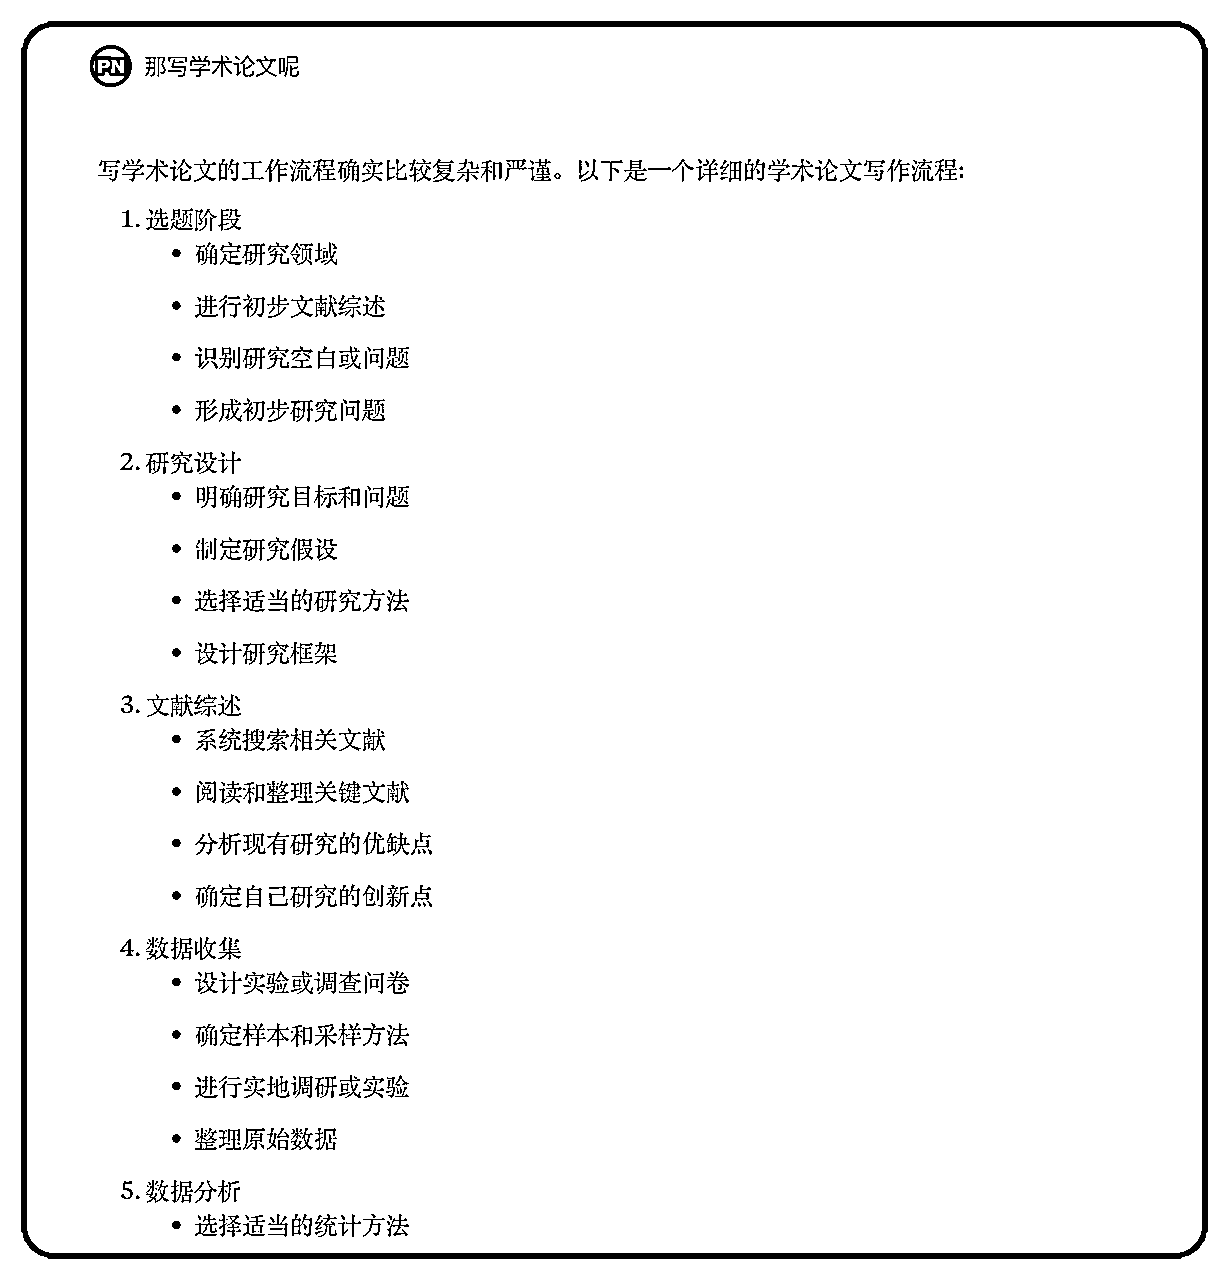 PN 那写学术论文呢
写学术论文的工作流程确实比较复杂和严谨。以下是一个详细的学术论文写作流程:
1. 选题阶段
• 确定研究领域
• 进行初步文献综述
• 识别研究空白或问题
• 形成初步研究问题
2. 研究设计
• 明确研究目标和问题
• 制定研究假设
• 选择适当的研究方法
• 设计研究框架
3. 文献综述
• 系统搜索相关文献
• 阅读和整理关键文献
• 分析现有研究的优缺点
• 确定自己研究的创新点
4. 数据收集
• 设计实验或调查问卷
• 确定样本和采样方法
• 进行实地调研或实验
• 整理原始数据
5. 数据分析
• 选择适当的统计方法